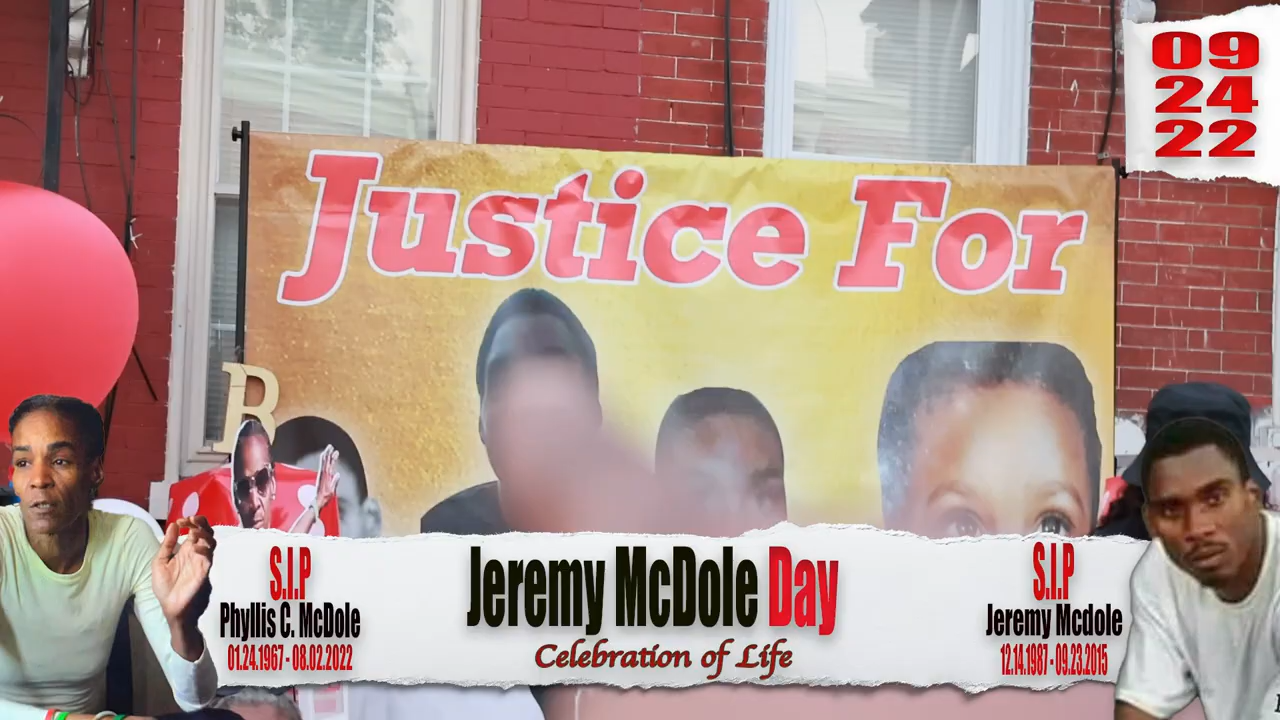 09
24
22
Justice For
B
S.I.P
Phyllis C. McDole
01.24.1967 - 08.02.2022
Jeremy McDole Day
Celebration of Life
S.I.P
Jeremy Mcdole
12.14.1987 - 09.23.2015